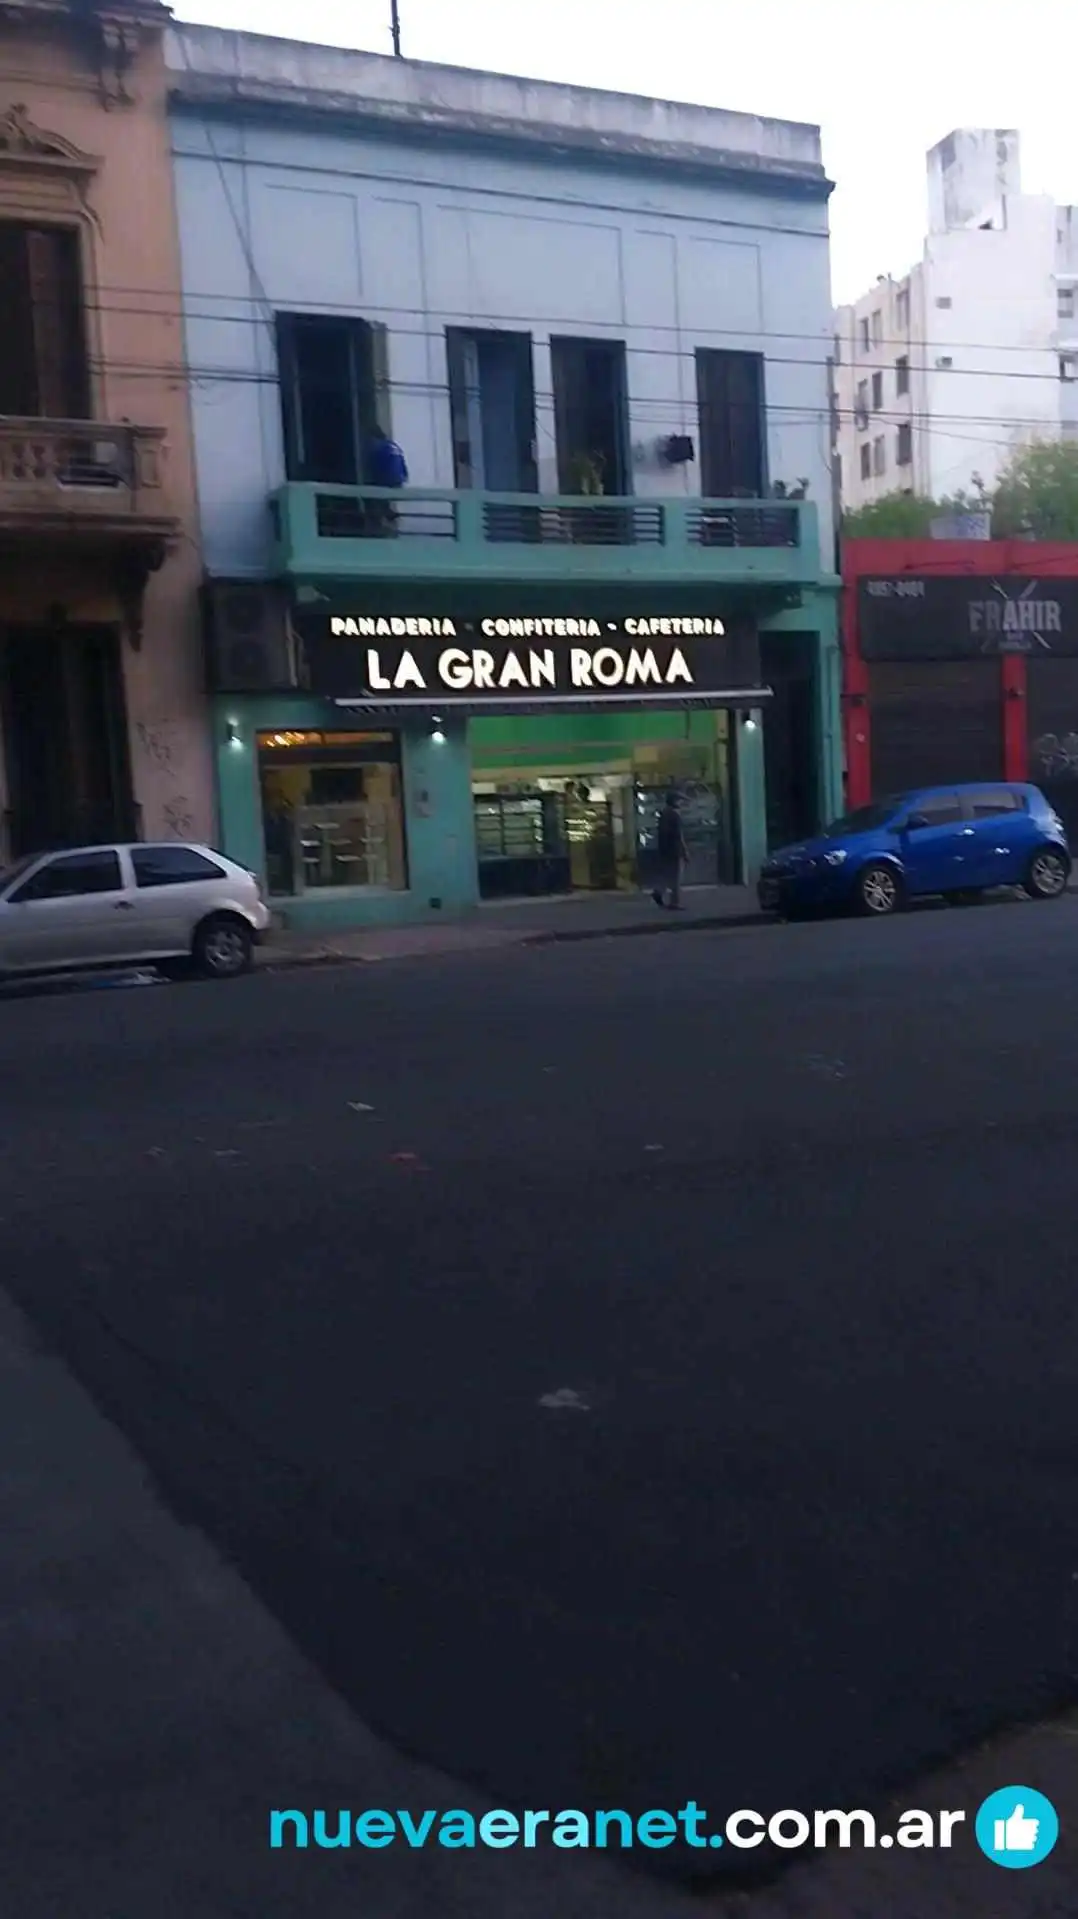 PANADERIA - CONFITERIA - CAFETERIA
LA GRAN ROMA
FRAHIR
nuevaeranet.com.ar